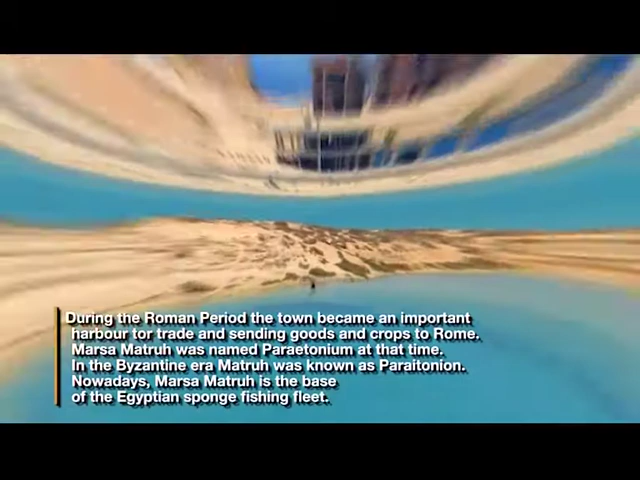 During the Roman Period the town became an important
harbour tor trade and sending goods and crops to Rome.
Marsa Matruh was named Paraetonium at that time.
In the Byzantine era Matruh was known as Paraitonion.
Nowadays, Marsa Matruh is the base
of the Egyptian sponge fishing fleet.